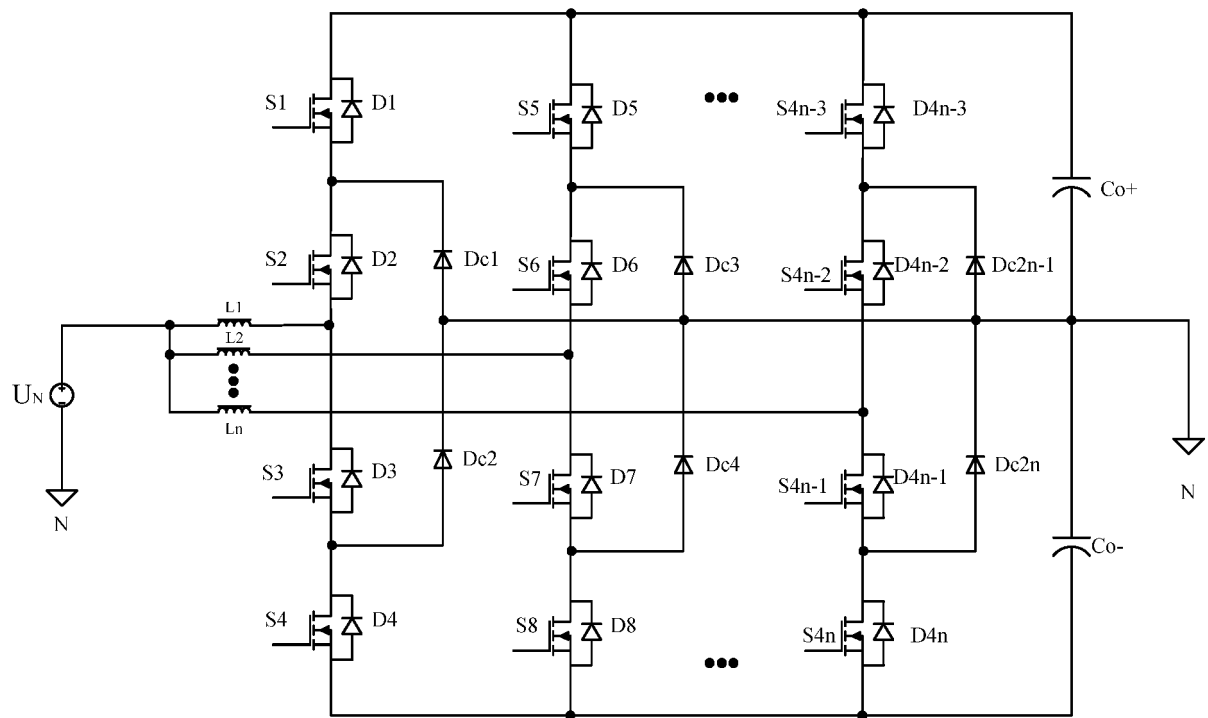 S1 D1 S5 D5 S4n-3 D4n-3
Co+
S2 D2 Dc1 S6 D6 Dc3 S4n-2 D4n-2 Dc2n-1
L1
L2
UN
Ln
S3 D3 Dc2 S7 D7 Dc4 S4n-1 D4n-1 Dc2n
N N
Co-
S4 D4 S8 D8 S4n D4n